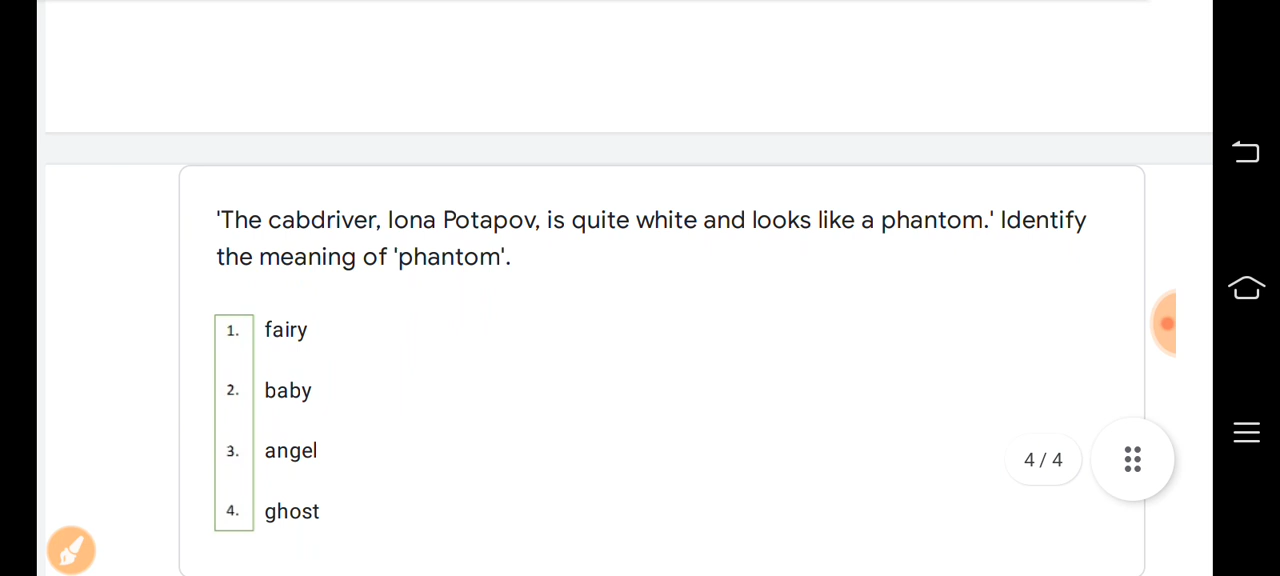 'The cabdriver, Iona Potapov, is quite white and looks like a phantom.' Identify
the meaning of 'phantom'.
1. fairy
2. baby
3. angel
4 / 4
4. ghost